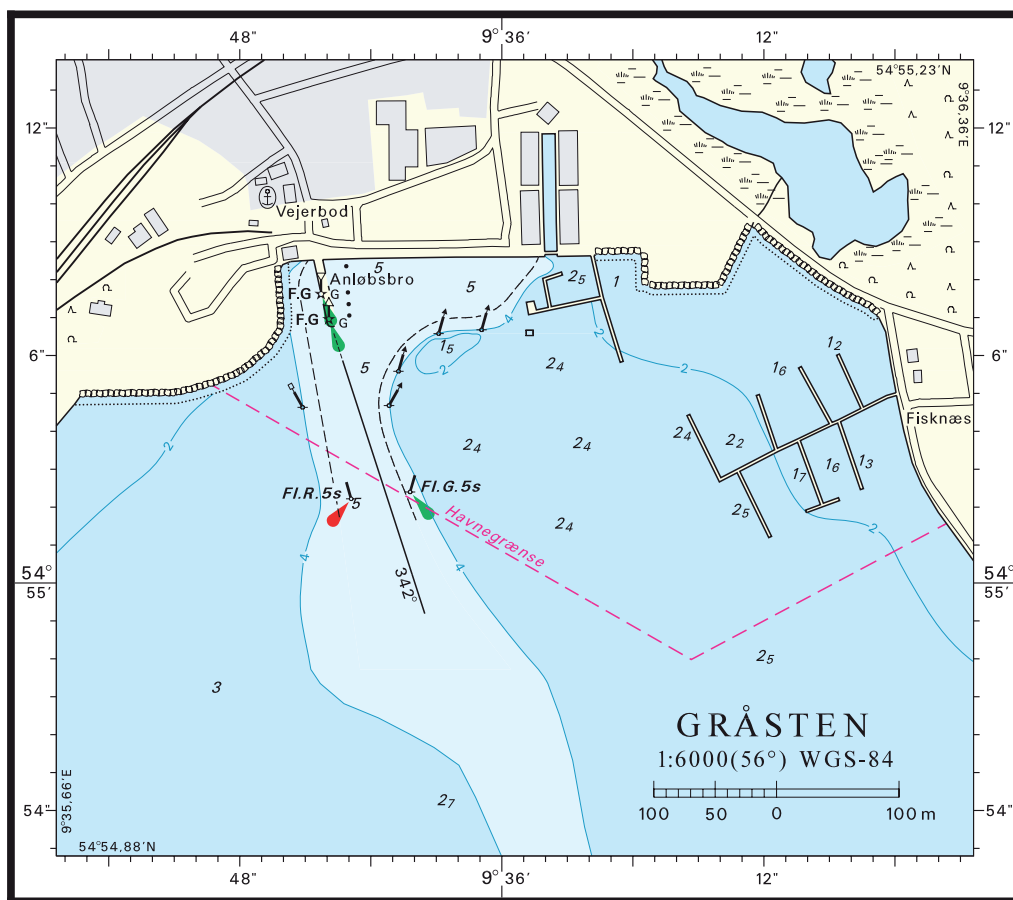 48"
9° 36'
12"
54°55,23'N
9°36,36'E
12"
12"
Vejerbod
5
Anløbsbro
F.G
G
F.G
G
5
4
2₅
1
6"
6"
1₅
2
5
2₄
2
1₂
1₆
Fisknæs
2
2₄
2₄
2₄
2₂
1₇
1₆
1₃
Fl.R.5s
5
Fl.G.5s
2₄
2₅
2
Havnegrænse
4
4
342°
54°
55'
54°
55'
2₅
3
GRÅSTEN
1:6000(56°) WGS-84
100 50 0 100 m
2₇
54"
54"
9°35,66'E
54°54,88'N
48"
9° 36'
12"